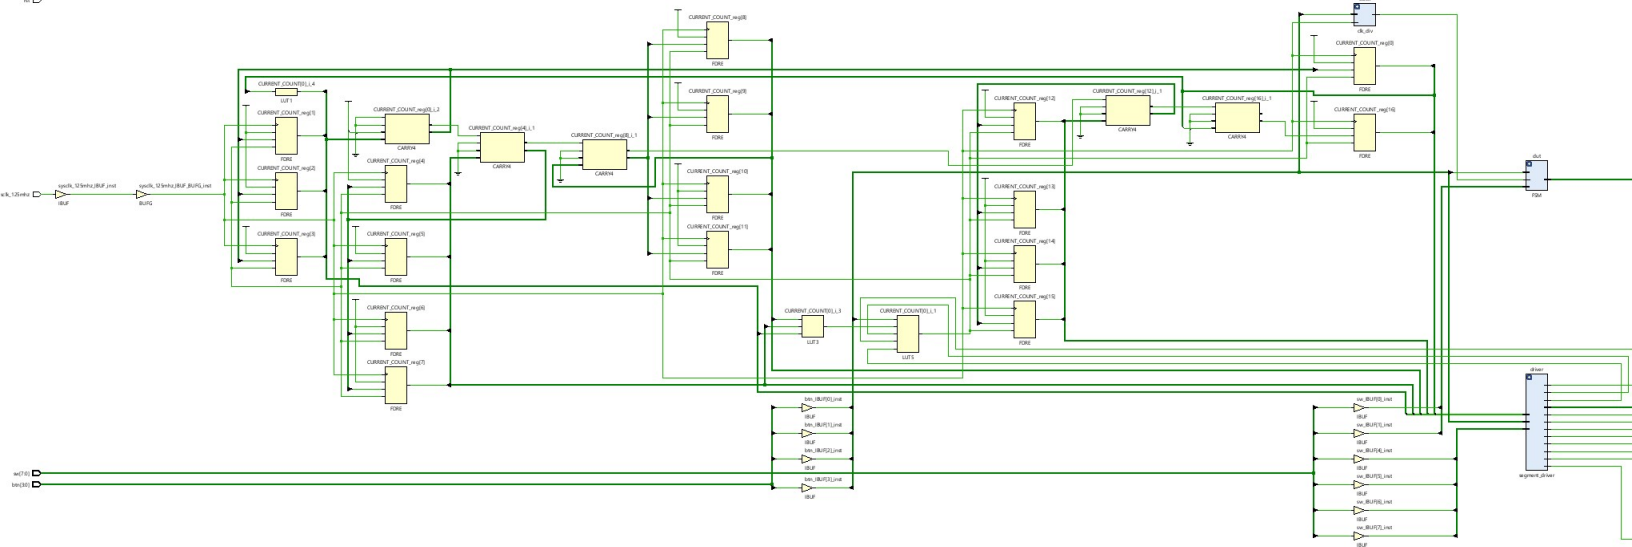 CURRENT_COUNT_reg[8]
FDRE
clk_div
CURRENT_COUNT_reg[0]
FDRE
CURRENT_COUNT[0]_i_4
LUT1
CURRENT_COUNT_reg[1]
FDRE
CURRENT_COUNT_reg[0]_i_2
CARRY4
CURRENT_COUNT_reg[4]_i_1
CARRY4
CURRENT_COUNT_reg[8]_i_1
CARRY4
CURRENT_COUNT_reg[9]
FDRE
CURRENT_COUNT_reg[12]
FDRE
CURRENT_COUNT_reg[12]_i_1
CARRY4
CURRENT_COUNT_reg[16]_i_1
CARRY4
CURRENT_COUNT_reg[16]
FDRE
CURRENT_COUNT_reg[2]
FDRE
CURRENT_COUNT_reg[4]
FDRE
CURRENT_COUNT_reg[10]
FDRE
CURRENT_COUNT_reg[13]
FDRE
dut
FSM
sysclk_125mhz_IBUF_inst
IBUF
sysclk_125mhz_IBUF_BUFG_inst
BUFG
CURRENT_COUNT_reg[3]
FDRE
CURRENT_COUNT_reg[5]
FDRE
CURRENT_COUNT_reg[11]
FDRE
CURRENT_COUNT_reg[14]
FDRE
CURRENT_COUNT_reg[6]
FDRE
CURRENT_COUNT[0]_i_3
LUT3
CURRENT_COUNT[0]_i_1
LUT5
CURRENT_COUNT_reg[15]
FDRE
CURRENT_COUNT_reg[7]
FDRE
driver
segment_driver
btn_IBUF[0]_inst
IBUF
btn_IBUF[1]_inst
IBUF
btn_IBUF[2]_inst
IBUF
btn_IBUF[3]_inst
IBUF
sw_IBUF[0]_inst
IBUF
sw_IBUF[1]_inst
IBUF
sw_IBUF[4]_inst
IBUF
sw_IBUF[5]_inst
IBUF
sw_IBUF[6]_inst
IBUF
sw_IBUF[7]_inst
IBUF
sw[7:0]
btn[3:0]